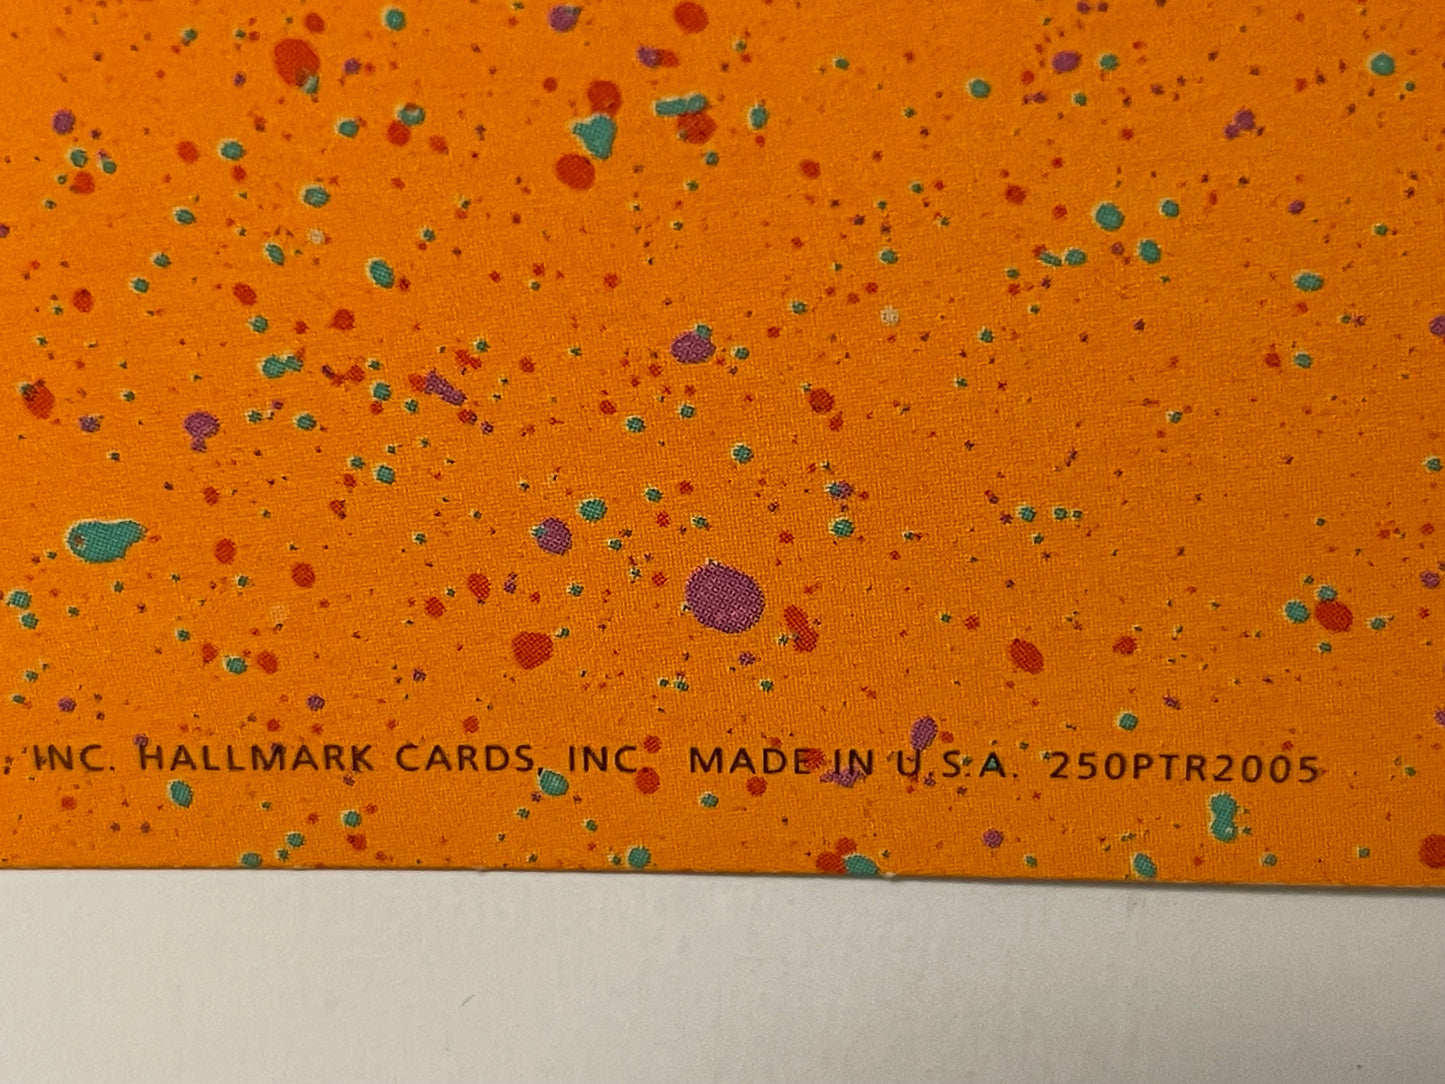 , INC. HALLMARK CARDS, INC. MADE IN U.S.A. 250PTR2005